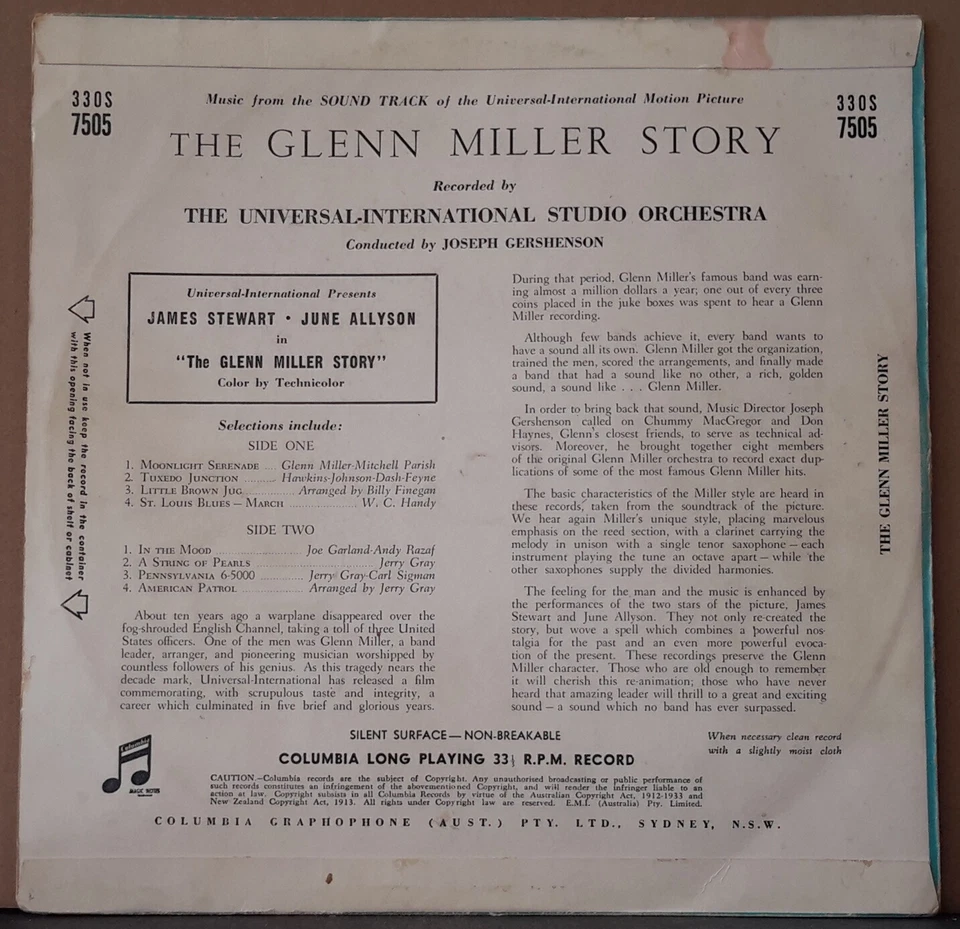 330S
7505
Music from the SOUND TRACK of the Universal-International Motion Picture
330S
7505
THE GLENN MILLER STORY
Recorded by
THE UNIVERSAL-INTERNATIONAL STUDIO ORCHESTRA
Conducted by JOSEPH GERSHENSON
Universal-International Presents
JAMES STEWART • JUNE ALLYSON
in
"The GLENN MILLER STORY"
Color by Technicolor
Selections include:
SIDE ONE
1. MOONLIGHT SERENADE .... Glenn Miller-Mitchell Parish
2. TUXEDO JUNCTION .......... Hawkins-Johnson-Dash-Feyne
3. LITTLE BROWN JUG ............... Arranged by Billy Finegan
4. ST. LOUIS BLUES — MARCH ..................... W. C. Handy
SIDE TWO
1. IN THE MOOD ........................ Joe Garland-Andy Razaf
2. A STRING OF PEARLS ................................ Jerry Gray
3. PENNSYLVANIA 6-5000 ............. Jerry Gray-Carl Sigman
4. AMERICAN PATROL ..................... Arranged by Jerry Gray
About ten years ago a warplane disappeared over the
fog-shrouded English Channel, taking a toll of three United
States officers. One of the men was Glenn Miller, a band
leader, arranger, and pioneering musician worshipped by
countless followers of his genius. As this tragedy nears the
decade mark, Universal-International has released a film
commemorating, with scrupulous taste and integrity, a
career which culminated in five brief and glorious years.
During that period, Glenn Miller's famous band was earn-
ing almost a million dollars a year; one out of every three
coins placed in the juke boxes was spent to hear a Glenn
Miller recording.
Although few bands achieve it, every band wants to
have a sound all its own. Glenn Miller got the organization,
trained the men, scored the arrangements, and finally made
a band that had a sound like no other, a rich, golden
sound, a sound like . . . Glenn Miller.
In order to bring back that sound, Music Director Joseph
Gershenson called on Chummy MacGregor and Don
Haynes, Glenn's closest friends, to serve as technical ad-
visors. Moreover, he brought together eight members
of the original Glenn Miller orchestra to record exact dup-
lications of some of the most famous Glenn Miller hits.
The basic characteristics of the Miller style are heard in
these records, taken from the soundtrack of the picture.
We hear again Miller's unique style, placing marvelous
emphasis on the reed section, with a clarinet carrying the
melody in unison with a single tenor saxophone — each
instrument playing the tune an octave apart — while the
other saxophones supply the divided harmonies.
The feeling for the man and the music is enhanced by
the performances of the two stars of the picture, James
Stewart and June Allyson. They not only re-created the
story, but wove a spell which combines a powerful nos-
talgia for the past and an even more powerful evoca-
tion of the present. These recordings preserve the Glenn
Miller character. Those who are old enough to remember
it will cherish this re-animation; those who have never
heard that amazing leader will thrill to a great and exciting
sound — a sound which no band has ever surpassed.
When not in use keep the record in the container
with this opening facing the back of shelf or cabinet
THE GLENN MILLER STORY
SILENT SURFACE — NON-BREAKABLE
COLUMBIA LONG PLAYING 33⅓ R.P.M. RECORD
When necessary clean record
with a slightly moist cloth
Columbia
MAGIC NOTES
CAUTION.—Columbia records are the subject of Copyright. Any unauthorised broadcasting or public performance of
such records constitutes an infringement of the abovementioned Copyright, and will render the infringer liable to an
action at law. Copyright subsists in all Columbia Records by virtue of the Australian Copyright Act, 1912-1933 and
New Zealand Copyright Act, 1913. All rights under Copyright law are reserved. E.M.I. (Australia) Pty. Limited.
COLUMBIA GRAPHOPHONE (AUST.) PTY. LTD., SYDNEY, N.S.W.